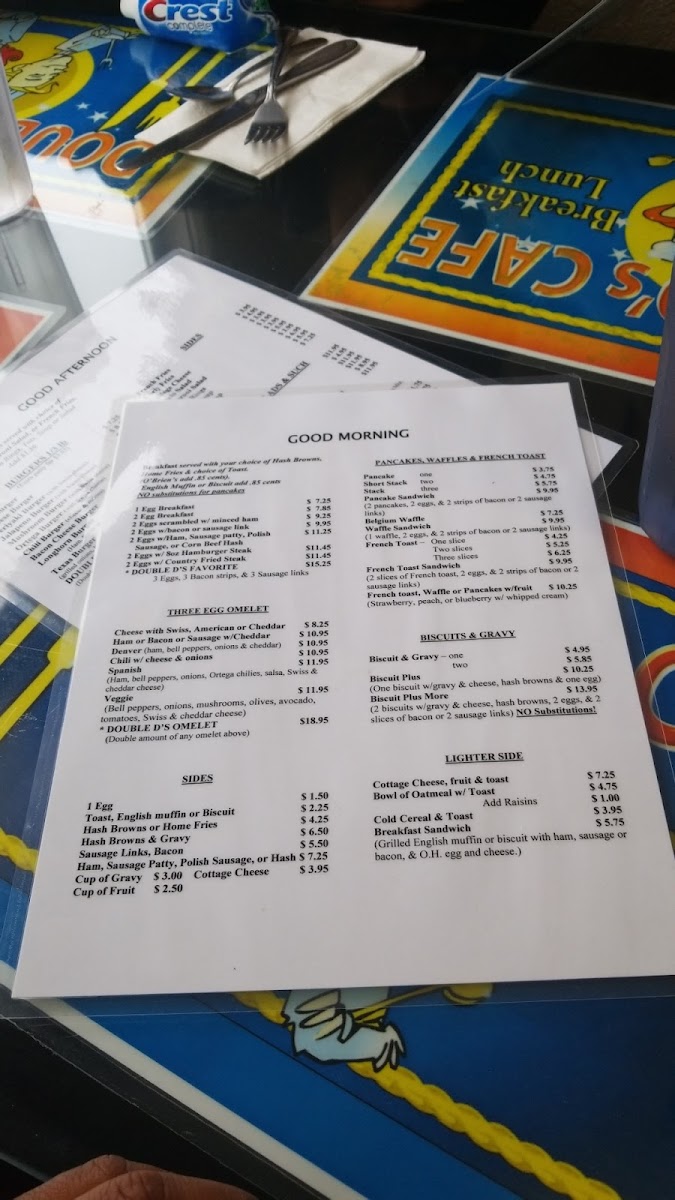 Crest
complete
DOU
Breakfast
Lunch
O'S CAFE
GOOD AFTERNOON
SIDES
GOOD MORNING
Breakfast served with your choice of Hash Browns,
Home Fries & choice of Toast.
(O'Brien's add .85 cents).
English Muffin or Biscuit add .85 cents
NO substitutions for pancakes
1 Egg Breakfast $ 7.25
2 Egg Breakfast $ 7.85
2 Eggs scrambled w/ minced ham $ 9.25
2 Eggs w/bacon or sausage link $ 9.95
2 Eggs w/Ham, Sausage patty, Polish $ 11.25
Sausage, or Corn Beef Hash
2 Eggs w/ 8oz Hamburger Steak $11.45
2 Eggs w/ Country Fried Steak $11.45
* DOUBLE D'S FAVORITE $15.25
3 Eggs, 3 Bacon strips, & 3 Sausage links
THREE EGG OMELET
Cheese with Swiss, American or Cheddar $ 8.25
Ham or Bacon or Sausage w/Cheddar $ 10.95
Denver (ham, bell peppers, onions & cheddar) $ 10.95
Chili w/ cheese & onions $ 10.95
Spanish $ 11.95
(Ham, bell peppers, onions, Ortega chilies, salsa, Swiss &
cheddar cheese)
Veggie $ 11.95
(Bell peppers, onions, mushrooms, olives, avocado,
tomatoes, Swiss & cheddar cheese)
* DOUBLE D'S OMELET $18.95
(Double amount of any omelet above)
SIDES
1 Egg $ 1.50
Toast, English muffin or Biscuit $ 2.25
Hash Browns or Home Fries $ 4.25
Hash Browns & Gravy $ 6.50
Sausage Links, Bacon $ 5.50
Ham, Sausage Patty, Polish Sausage, or Hash $ 7.25
Cup of Gravy $ 3.00 Cottage Cheese $ 3.95
Cup of Fruit $ 2.50
PANCAKES, WAFFLES & FRENCH TOAST
Pancake one $ 3.75
Short Stack two $ 4.75
Stack three $ 5.75
Pancake Sandwich $ 9.95
(2 pancakes, 2 eggs, & 2 strips of bacon or 2 sausage
links)
Belgium Waffle $ 7.25
Waffle Sandwich $ 9.95
(1 waffle, 2 eggs, & 2 strips of bacon or 2 sausage links)
French Toast – One slice $ 4.25
Two slices $ 5.25
Three slices $ 6.25
French Toast Sandwich $ 9.95
(2 slices of French toast, 2 eggs, & 2 strips of bacon or 2
sausage links)
French toast, Waffle or Pancakes w/fruit $ 10.25
(Strawberry, peach, or blueberry w/ whipped cream)
BISCUITS & GRAVY
Biscuit & Gravy – one $ 4.95
two $ 5.85
Biscuit Plus $ 10.25
(One biscuit w/gravy & cheese, hash browns & one egg)
Biscuit Plus More $ 13.95
(2 biscuits w/gravy & cheese, hash browns, 2 eggs, & 2
slices of bacon or 2 sausage links) NO Substitutions!
LIGHTER SIDE
Cottage Cheese, fruit & toast $ 7.25
Bowl of Oatmeal w/ Toast $ 4.75
Add Raisins $ 1.00
Cold Cereal & Toast $ 3.95
Breakfast Sandwich $ 5.75
(Grilled English muffin or biscuit with ham, sausage or
bacon, & O.H. egg and cheese.)